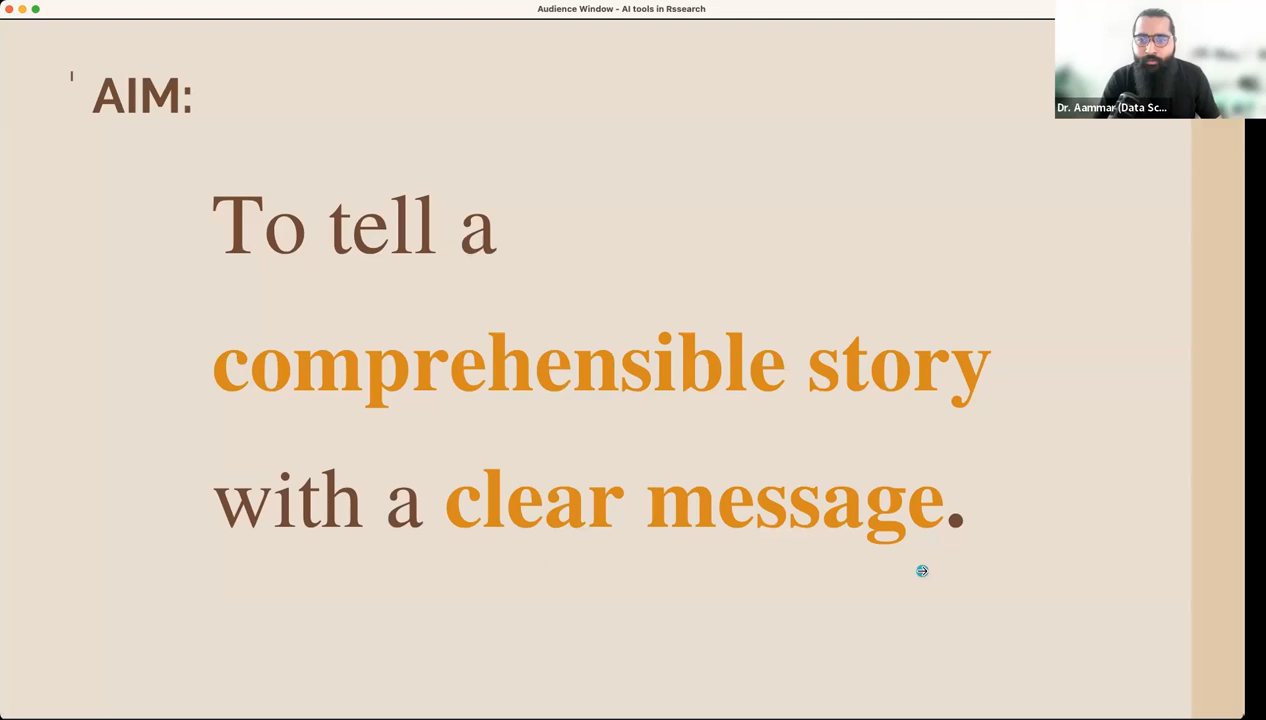 Audience Window - AI tools in Rssearch
Dr. Aammar (Data Sc...
AIM:
To tell a
comprehensible story
with a clear message.